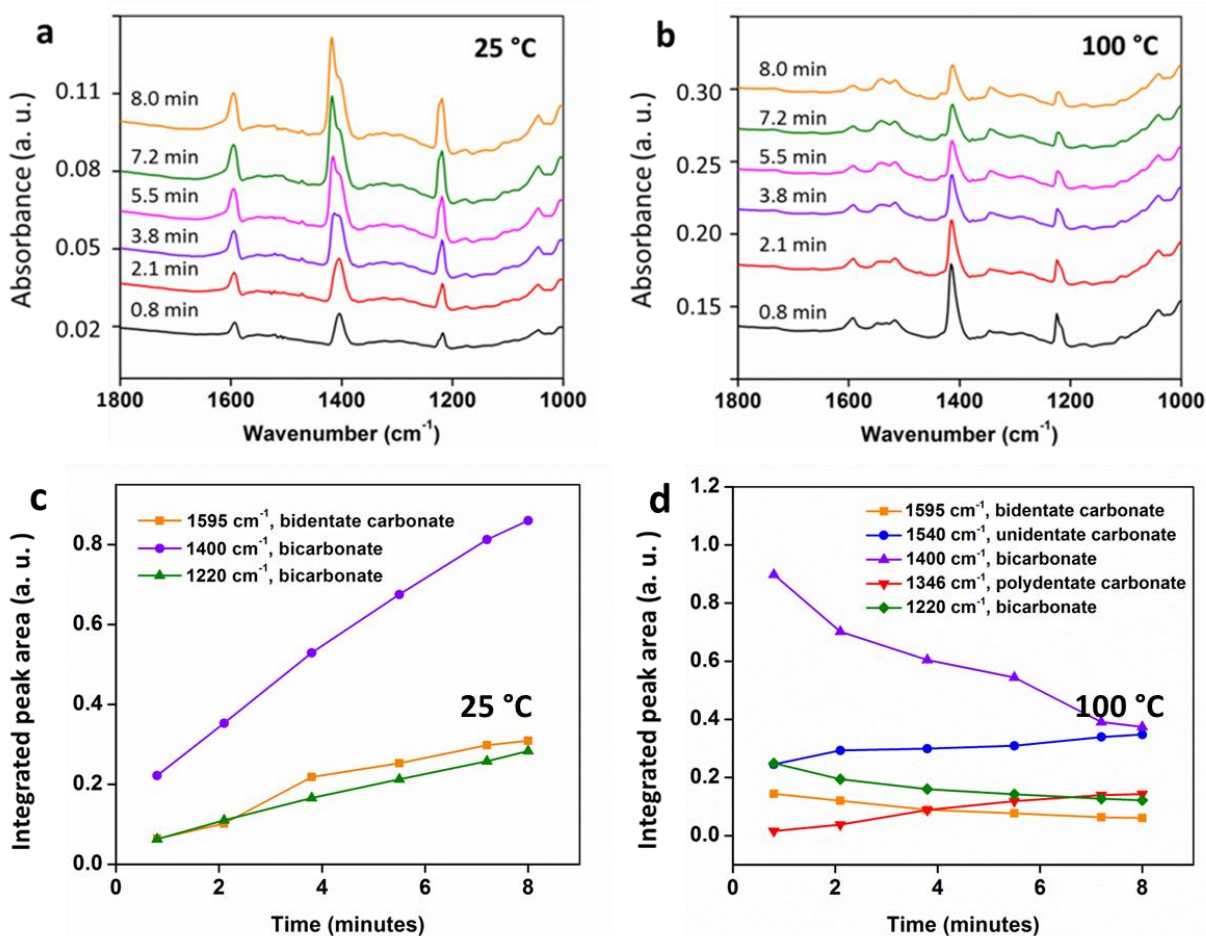 a
25 °C
Absorbance (a. u.)
0.11
0.08
0.05
0.02
8.0 min
7.2 min
5.5 min
3.8 min
2.1 min
0.8 min
1800 1600 1400 1200 1000
Wavenumber (cm⁻¹)
b
100 °C
Absorbance (a. u.)
0.30
0.25
0.20
0.15
8.0 min
7.2 min
5.5 min
3.8 min
2.1 min
0.8 min
1800 1600 1400 1200 1000
Wavenumber (cm⁻¹)
c
1595 cm⁻¹, bidentate carbonate
1400 cm⁻¹, bicarbonate
1220 cm⁻¹, bicarbonate
25 °C
Integrated peak area (a. u. )
0.8
0.6
0.4
0.2
0.0
0 2 4 6 8
Time (minutes)
d
1595 cm⁻¹, bidentate carbonate
1540 cm⁻¹, unidentate carbonate
1400 cm⁻¹, bicarbonate
1346 cm⁻¹, polydentate carbonate
1220 cm⁻¹, bicarbonate
100 °C
Integrated peak area (a. u. )
1.2
1.0
0.8
0.6
0.4
0.2
0.0
0 2 4 6 8
Time (minutes)